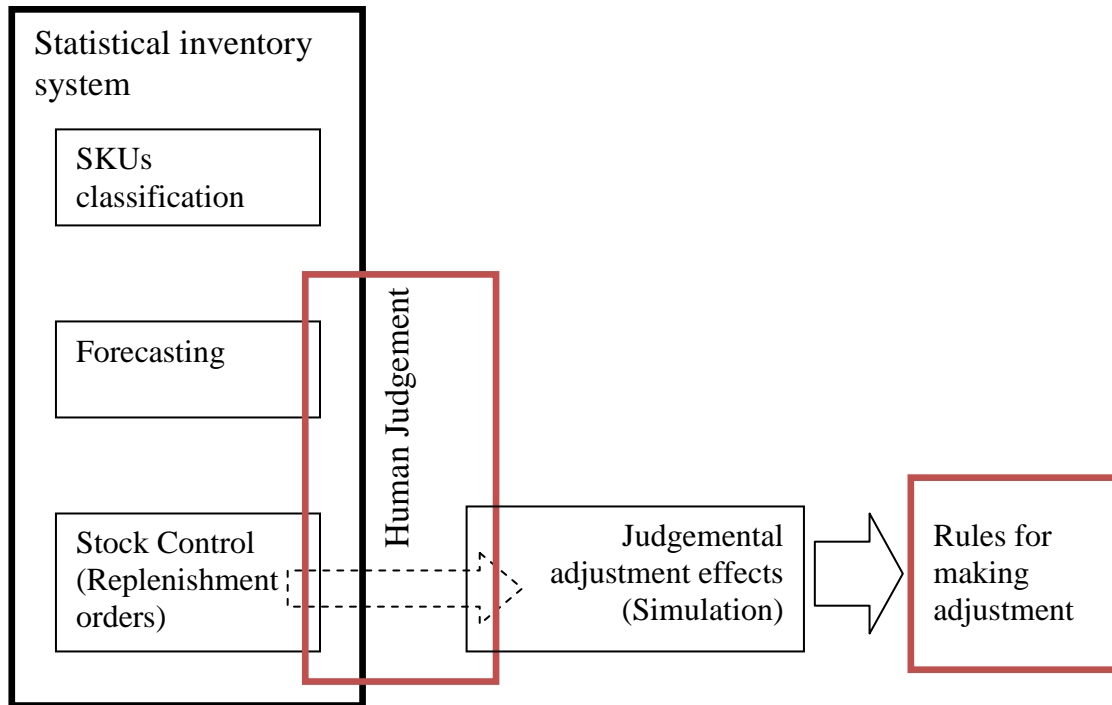 Statistical inventory
system
SKUs
classification
Forecasting
Human Judgement
Stock Control
(Replenishment
orders)
Judgemental
adjustment effects
(Simulation)
Rules for
making
adjustment